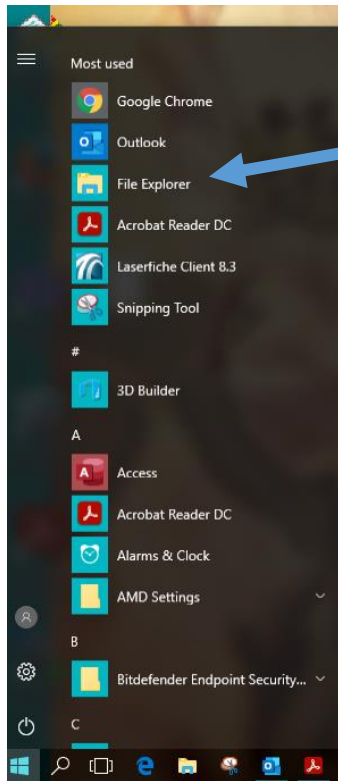 Most used
Google Chrome
Outlook
File Explorer
Acrobat Reader DC
Laserfiche Client 8.3
Snipping Tool
#
3D Builder
A
Access
Acrobat Reader DC
Alarms & Clock
AMD Settings
B
Bitdefender Endpoint Security...
C